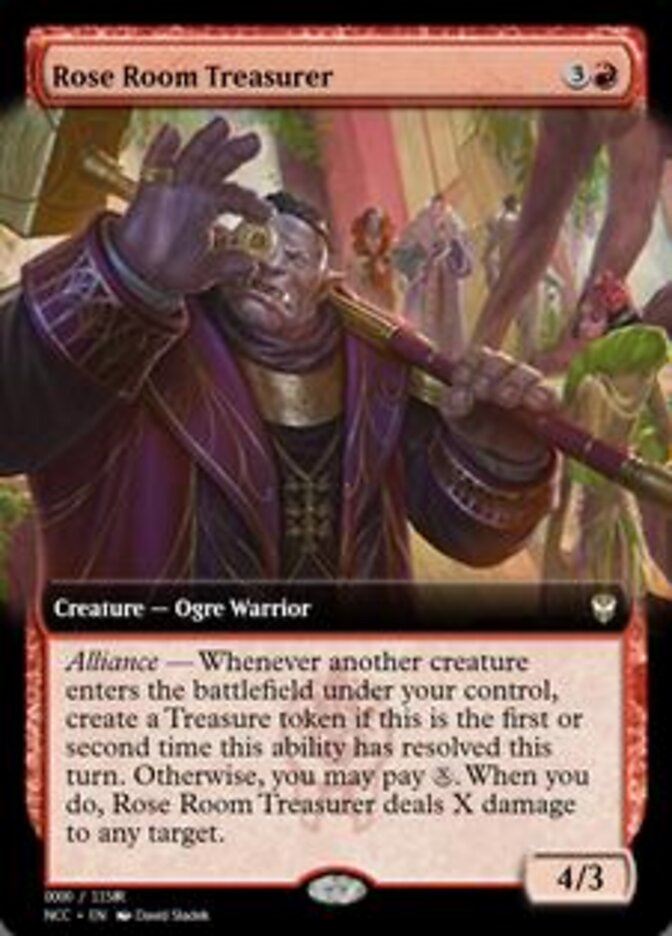 Rose Room Treasurer 3
Creature — Ogre Warrior
Alliance — Whenever another creature
enters the battlefield under your control,
create a Treasure token if this is the first or
second time this ability has resolved this
turn. Otherwise, you may pay X. When you
do, Rose Room Treasurer deals X damage
to any target.
4/3
NCC • EN David Sladek